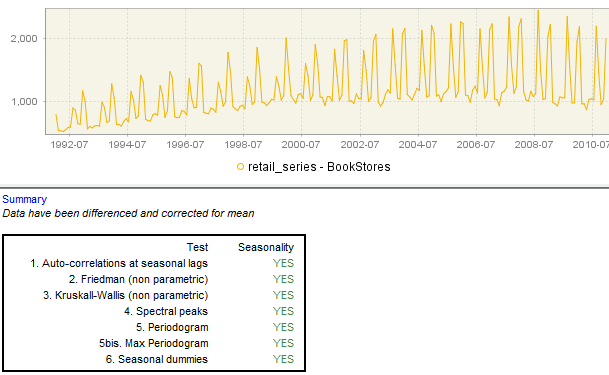 2,000
1,000
1992-07 1994-07 1996-07 1998-07 2000-07 2002-07 2004-07 2006-07 2008-07 2010-07
retail_series - BookStores
Summary
Data have been differenced and corrected for mean
Test Seasonality
1. Auto-correlations at seasonal lags YES
2. Friedman (non parametric) YES
3. Kruskall-Wallis (non parametric) YES
4. Spectral peaks YES
5. Periodogram YES
5bis. Max Periodogram YES
6. Seasonal dummies YES